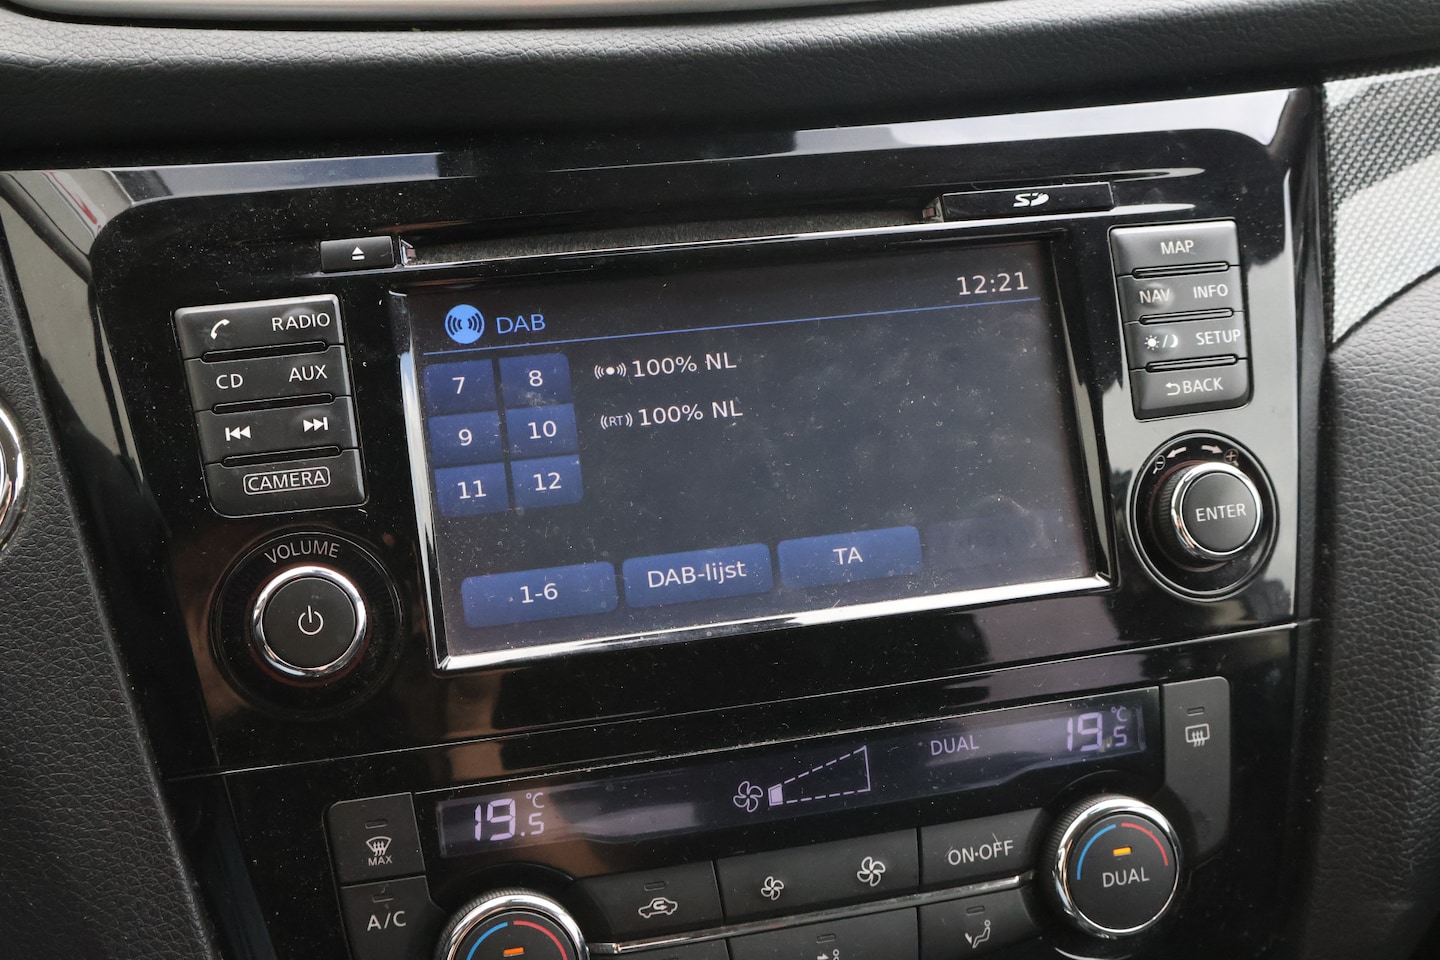 SD
MAP
NAV INFO
SETUP
BACK
RADIO
CD AUX
CAMERA
VOLUME
12:21
DAB
7 8
9 10
11 12
100% NL
RT 100% NL
1-6 DAB-lijst TA
ENTER
19.5 °C
DUAL
19.5 °C
MAX
A/C
ON·OFF
DUAL